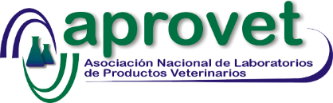 aprovet
Asociación Nacional de Laboratorios
de Productos Veterinarios